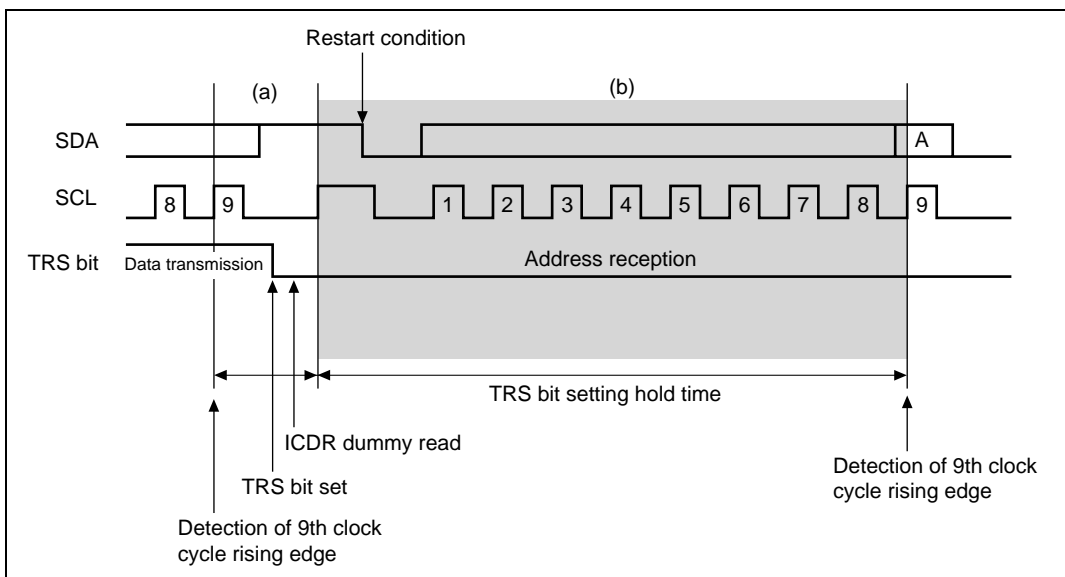 Restart condition
(a)
(b)
SDA
A
SCL
8
9
1
2
3
4
5
6
7
8
9
TRS bit
Data transmission
Address reception
TRS bit setting hold time
ICDR dummy read
TRS bit set
Detection of 9th clock
cycle rising edge
Detection of 9th clock
cycle rising edge